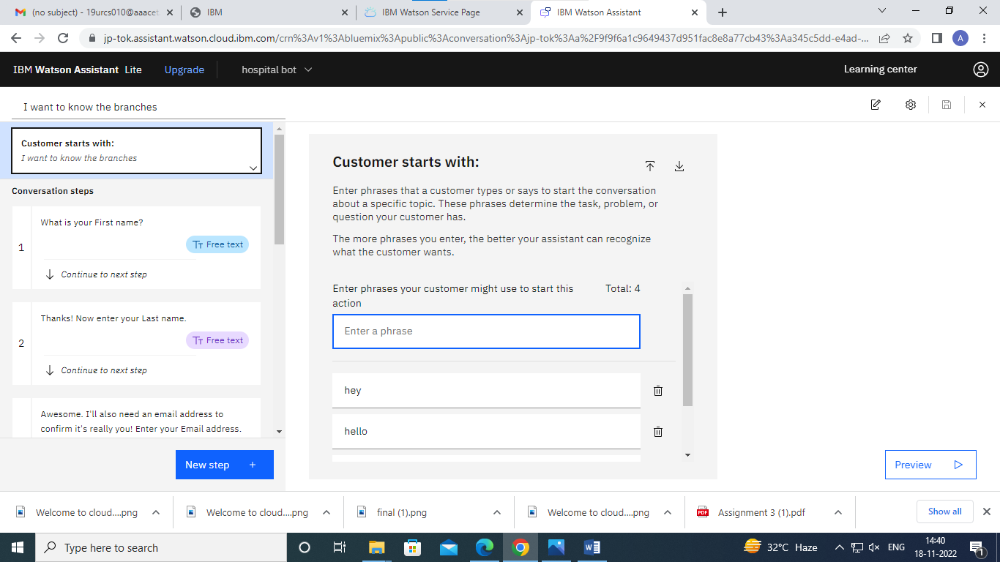 (no subject) - 19urcs010@aaacet
IBM
IBM Watson Service Page
IBM Watson Assistant
jp-tok.assistant.watson.cloud.ibm.com/crn%3Av1%3Abluemix%3Apublic%3Aconversation%3Ajp-tok%3Aa%2F9f9f6a1c9649437d951fac8e8a77cb43%3Aa345c5dd-e4ad-...
A
IBM Watson Assistant Lite
Upgrade
hospital bot
Learning center
I want to know the branches
Customer starts with:
I want to know the branches
Conversation steps
1
What is your First name?
Free text
Continue to next step
2
Thanks! Now enter your Last name.
Free text
Continue to next step
Awesome. I'll also need an email address to
confirm it's really you! Enter your Email address.
New step +
Customer starts with:
Enter phrases that a customer types or says to start the conversation
about a specific topic. These phrases determine the task, problem, or
question your customer has.
The more phrases you enter, the better your assistant can recognize
what the customer wants.
Enter phrases your customer might use to start this
action
Total: 4
Enter a phrase
hey
hello
Preview
Welcome to cloud....png
Welcome to cloud....png
final (1).png
Welcome to cloud....png
PDF
Assignment 3 (1).pdf
Show all
Type here to search
W
32°C Haze
ENG
14:40
18-11-2022
1